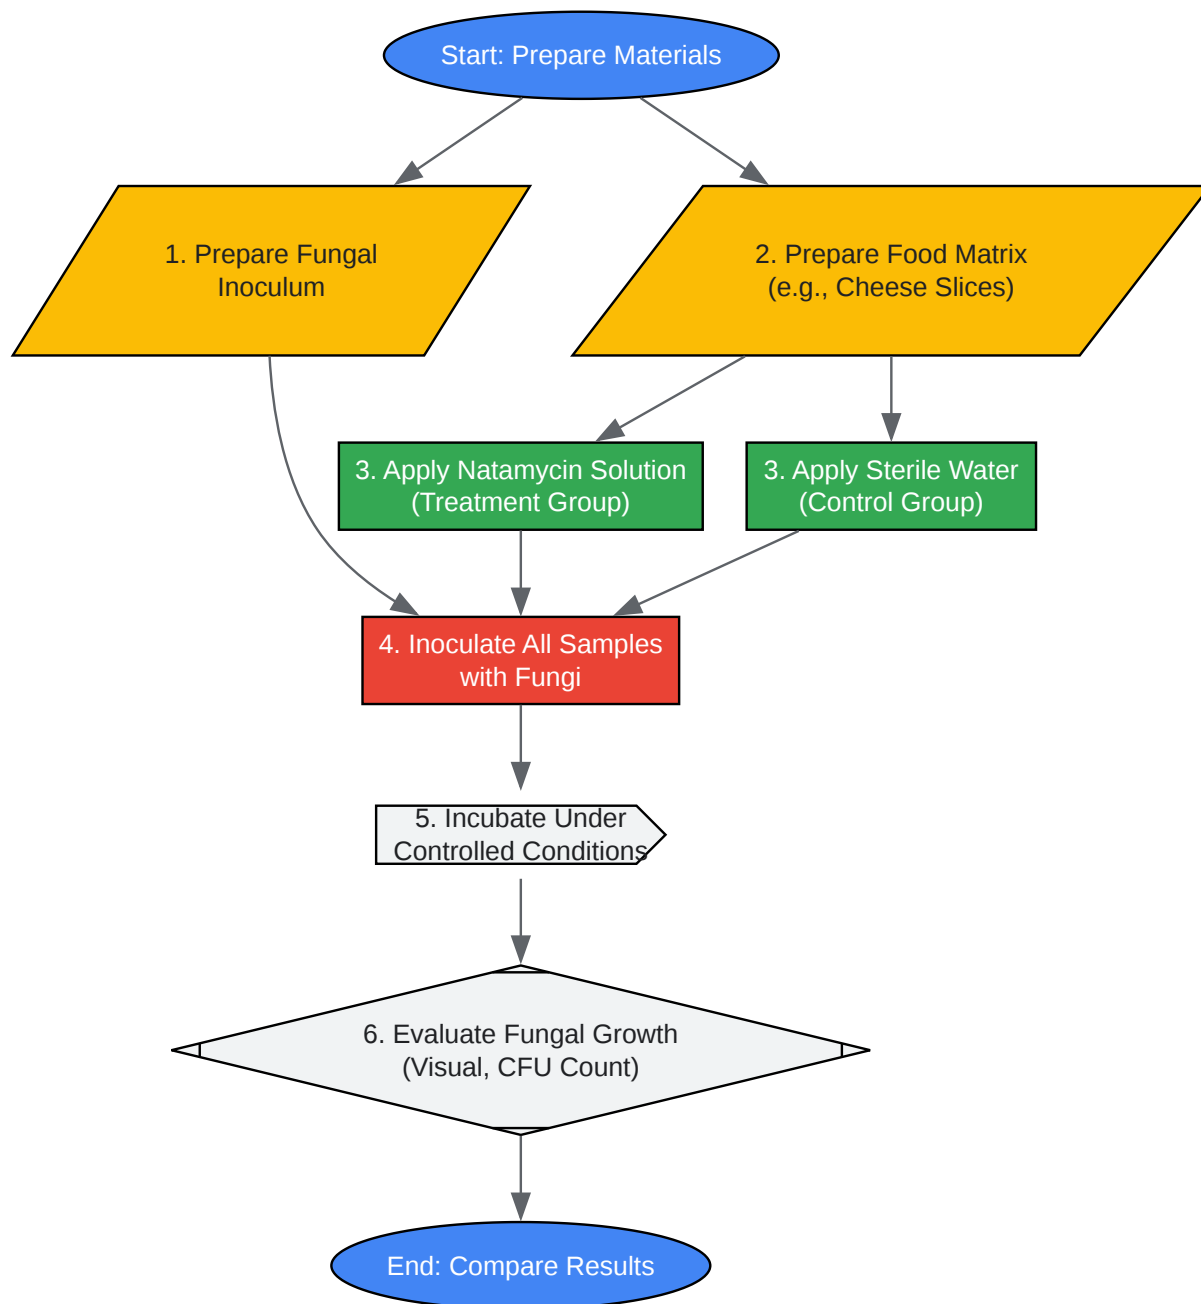 Start: Prepare Materials
1. Prepare Fungal
Inoculum
2. Prepare Food Matrix
(e.g., Cheese Slices)
3. Apply Natamycin Solution
(Treatment Group)
3. Apply Sterile Water
(Control Group)
4. Inoculate All Samples
with Fungi
5. Incubate Under
Controlled Conditions
6. Evaluate Fungal Growth
(Visual, CFU Count)
End: Compare Results